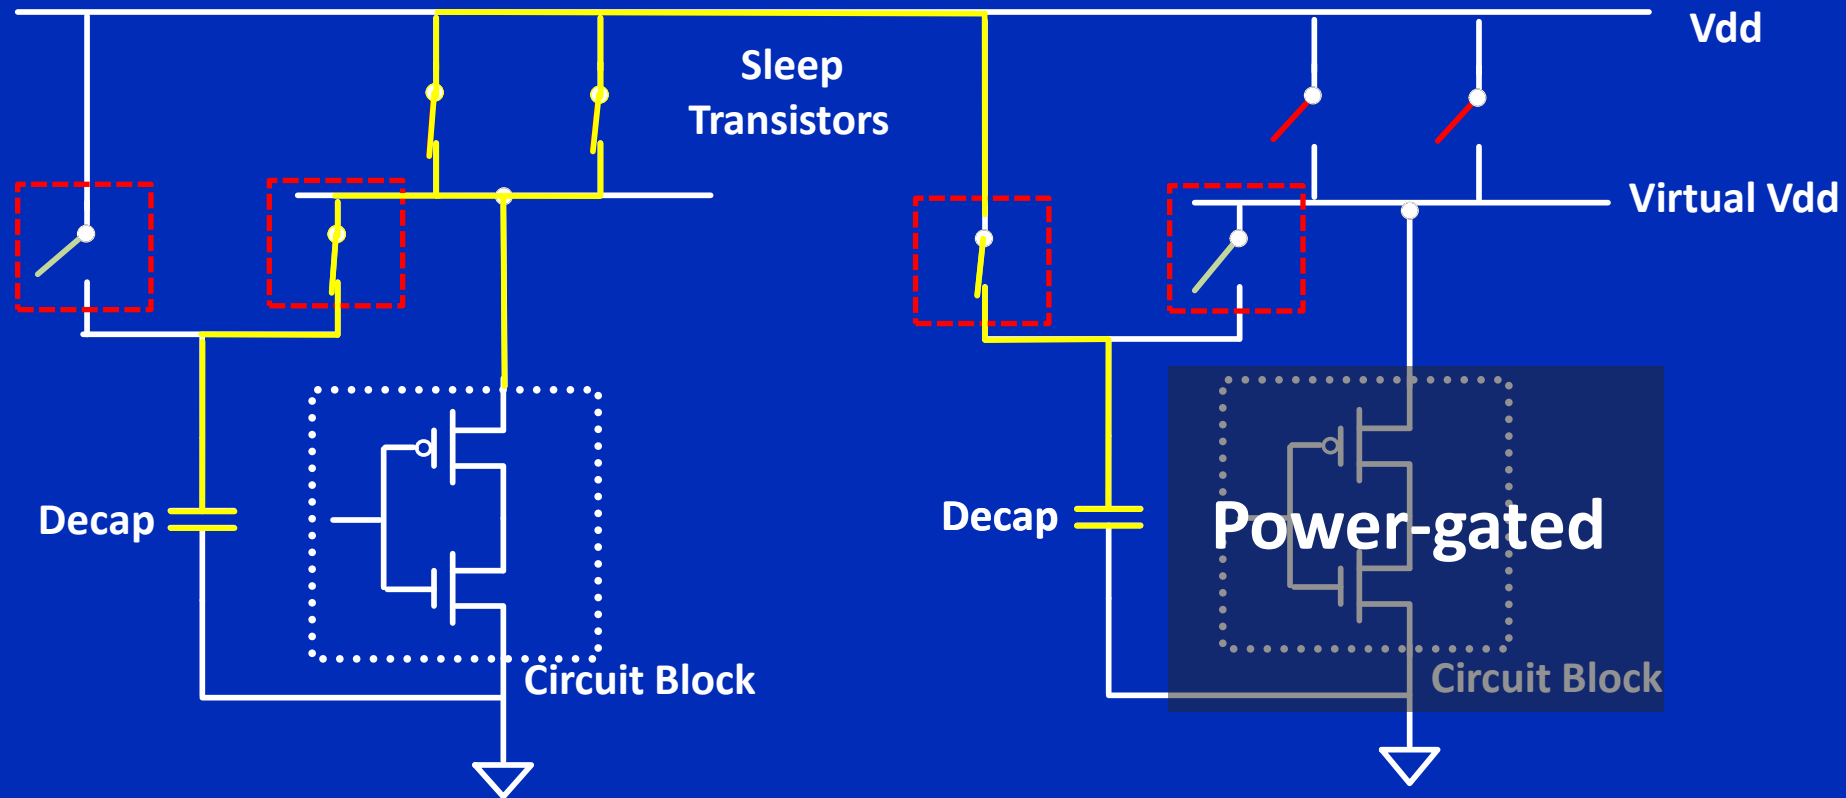 Vdd
Sleep
Transistors
Virtual Vdd
Decap
Decap
Power-gated
Circuit Block
Circuit Block